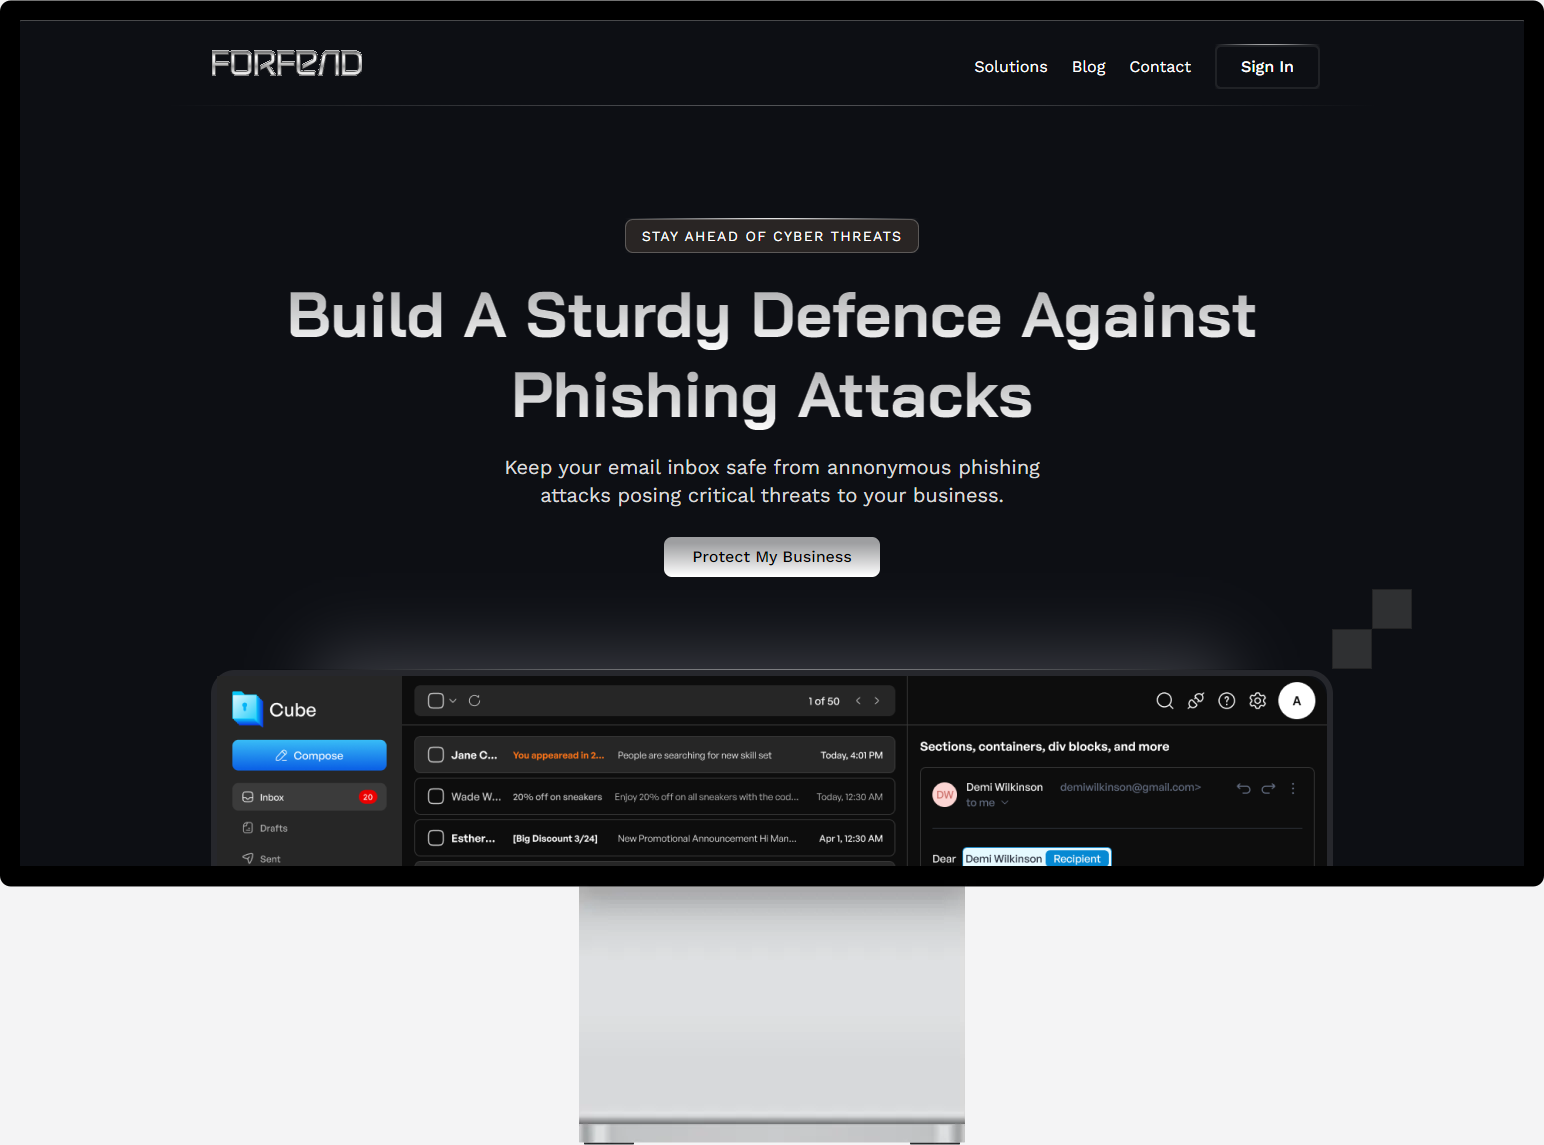 FORFEND
Solutions Blog Contact Sign In
STAY AHEAD OF CYBER THREATS
Build A Sturdy Defence Against
Phishing Attacks
Keep your email inbox safe from annonymous phishing
attacks posing critical threats to your business.
Protect My Business
Cube
Compose
Inbox 20
Drafts
Sent
1 of 50
Jane C... You appearead in 2... People are searching for new skill set Today, 4:01 PM
Wade W... 20% off on sneakers Enjoy 20% off on all sneakers with the cod... Today, 12:30 AM
Esther... [Big Discount 3/24] New Promotional Announcement Hi Man... Apr 1, 12:30 AM
? A
Sections, containers, div blocks, and more
DW Demi Wilkinson demiwilkinson@gmail.com>
to me
Dear Demi Wilkinson Recipient